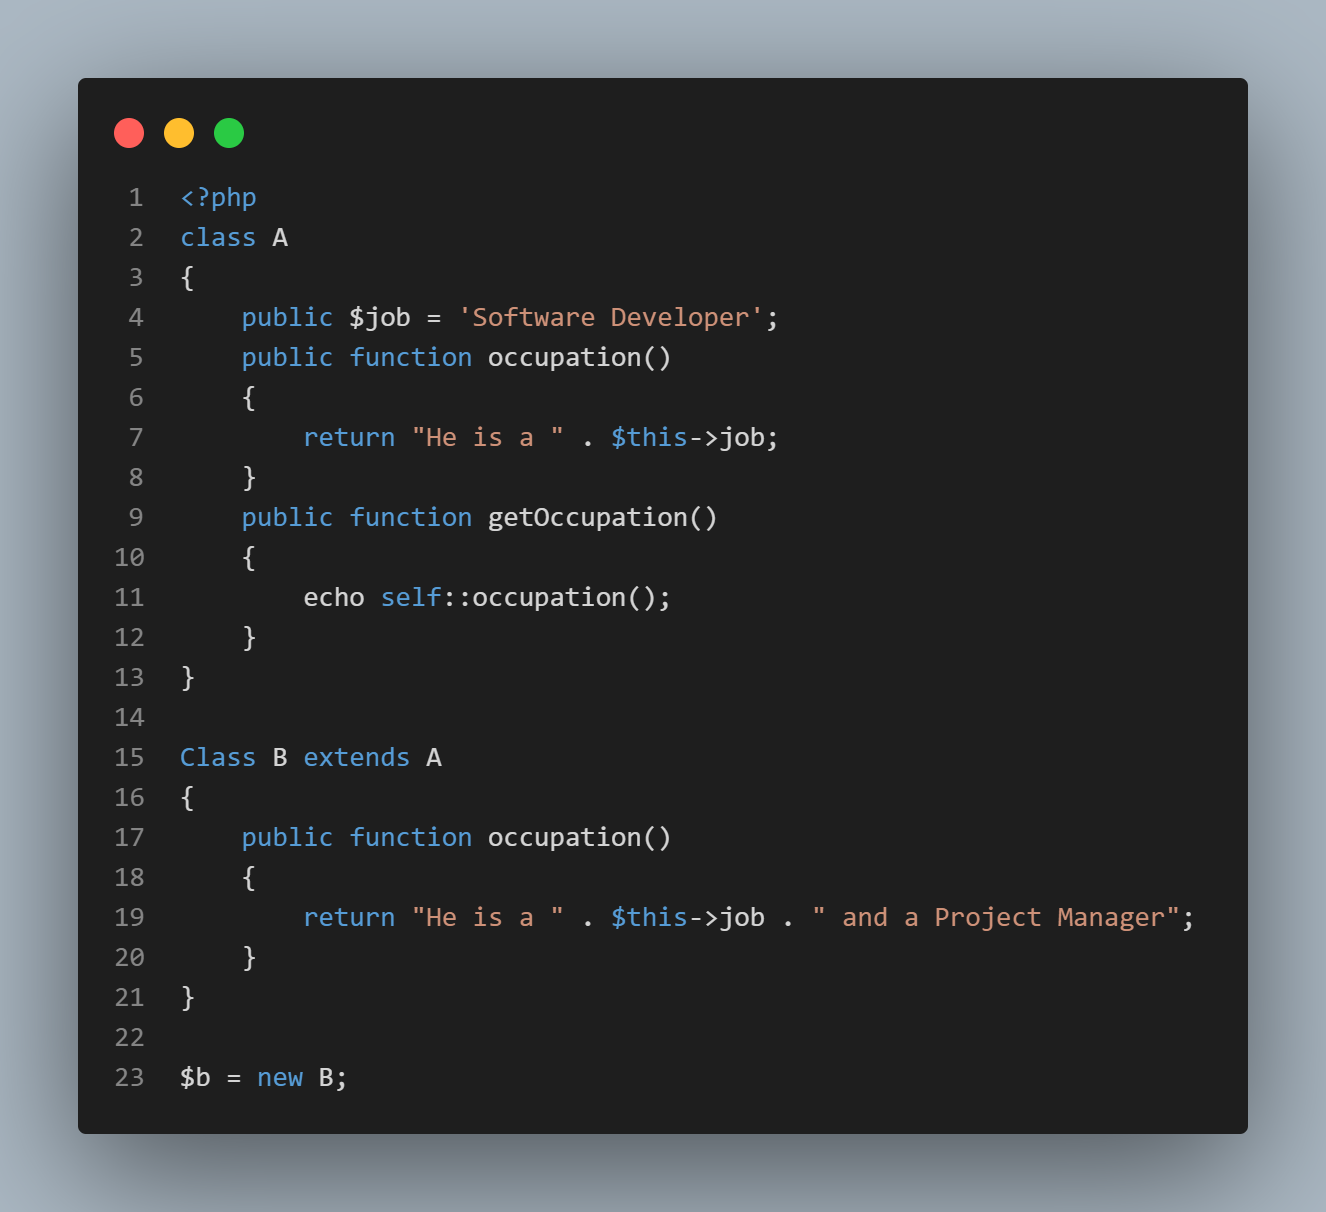 1 <?php
2 class A
3 {
4     public $job = 'Software Developer';
5     public function occupation()
6     {
7         return "He is a " . $this->job;
8     }
9     public function getOccupation()
10     {
11         echo self::occupation();
12     }
13 }
14
15 Class B extends A
16 {
17     public function occupation()
18     {
19         return "He is a " . $this->job . " and a Project Manager";
20     }
21 }
22
23 $b = new B;